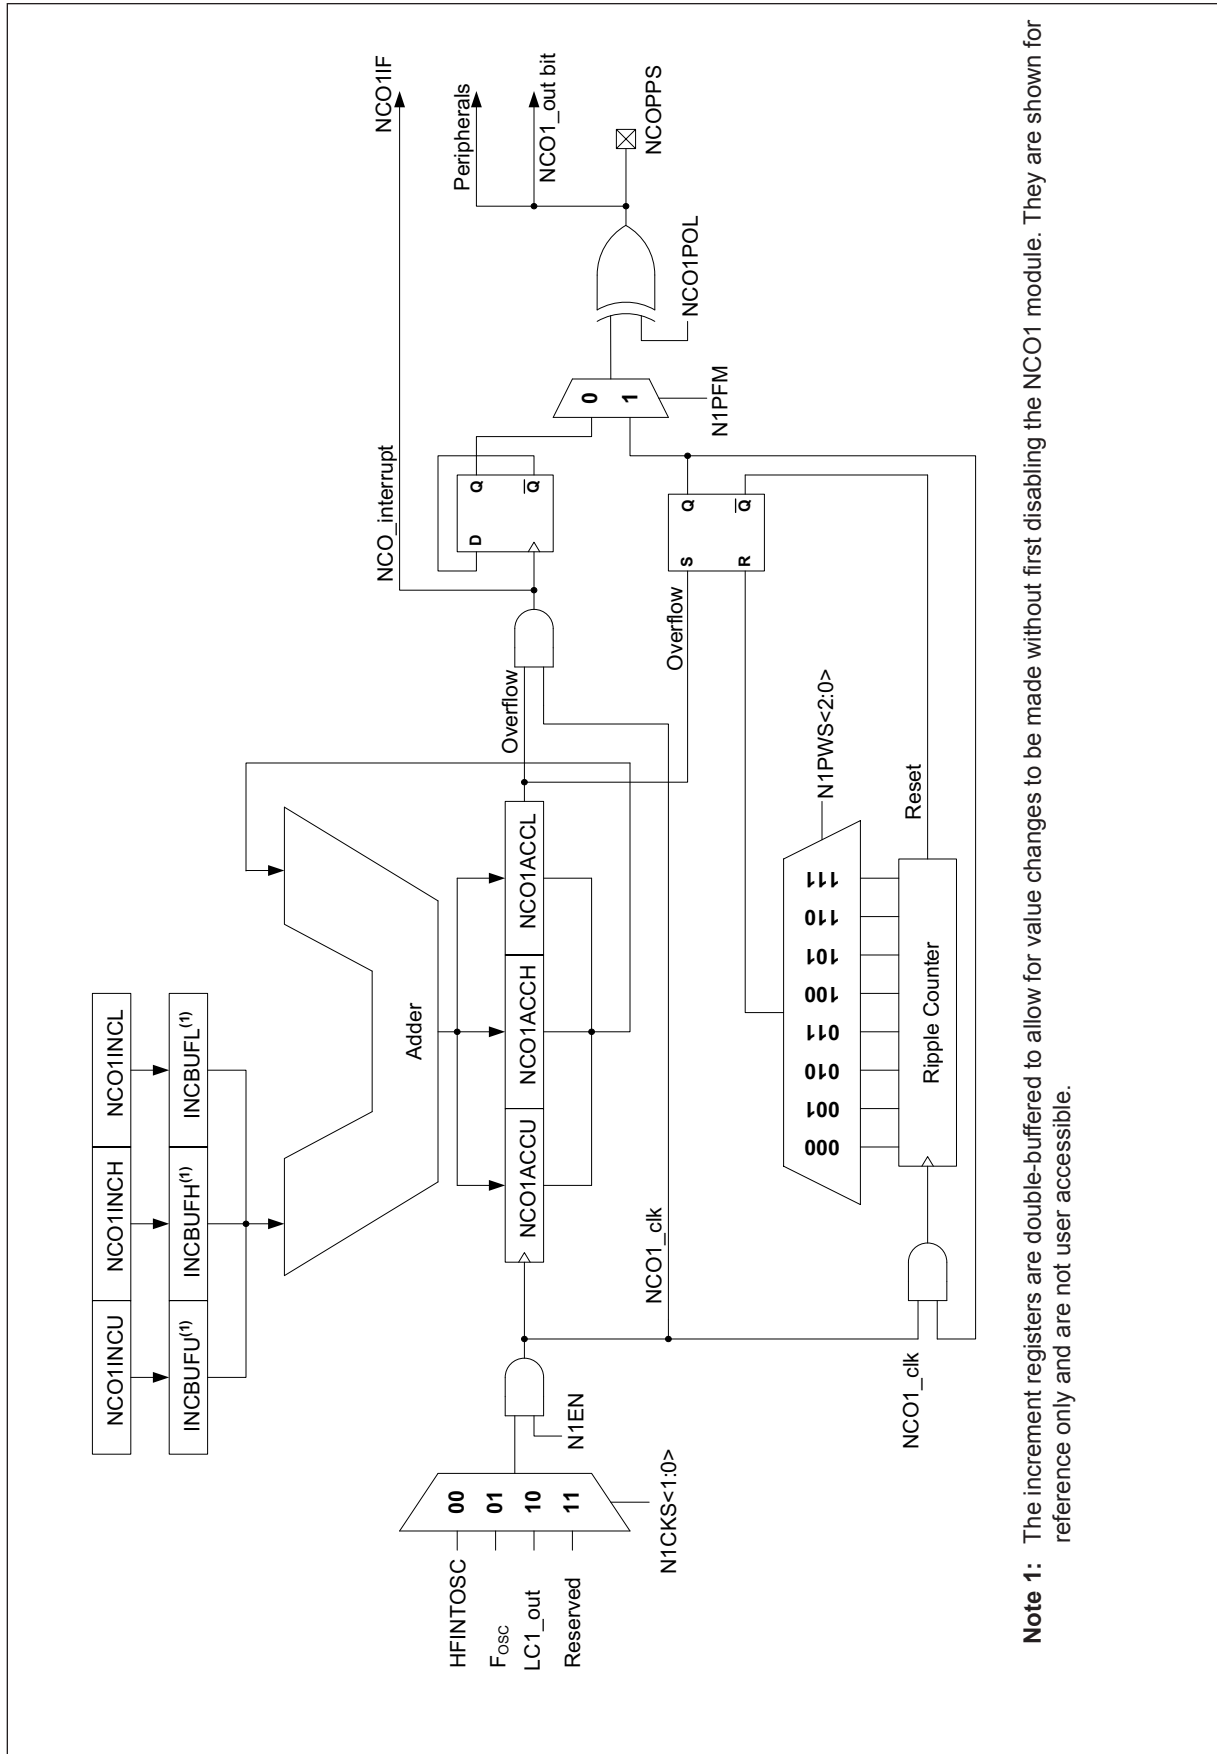 NCO1INCU
NCO1INCH
NCO1INCL
INCBUFU(1)
INCBUFH(1)
INCBUFL(1)
Adder
NCO1ACCU
NCO1ACCH
NCO1ACCL
HFINTOSC
FOSC
LC1_out
Reserved
00
01
10
11
N1CKS<1:0>
N1EN
NCO1_clk
Overflow
NCO_interrupt
NCO1IF
D
Q
Q
Peripherals
NCO1_out bit
NCOPPS
0
1
N1PFM
NCO1POL
Overflow
S
Q
R
Q
N1PWS<2:0>
000
001
010
011
100
101
110
111
Ripple Counter
Reset
NCO1_clk
Note 1: The increment registers are double-buffered to allow for value changes to be made without first disabling the NCO1 module. They are shown for
reference only and are not user accessible.